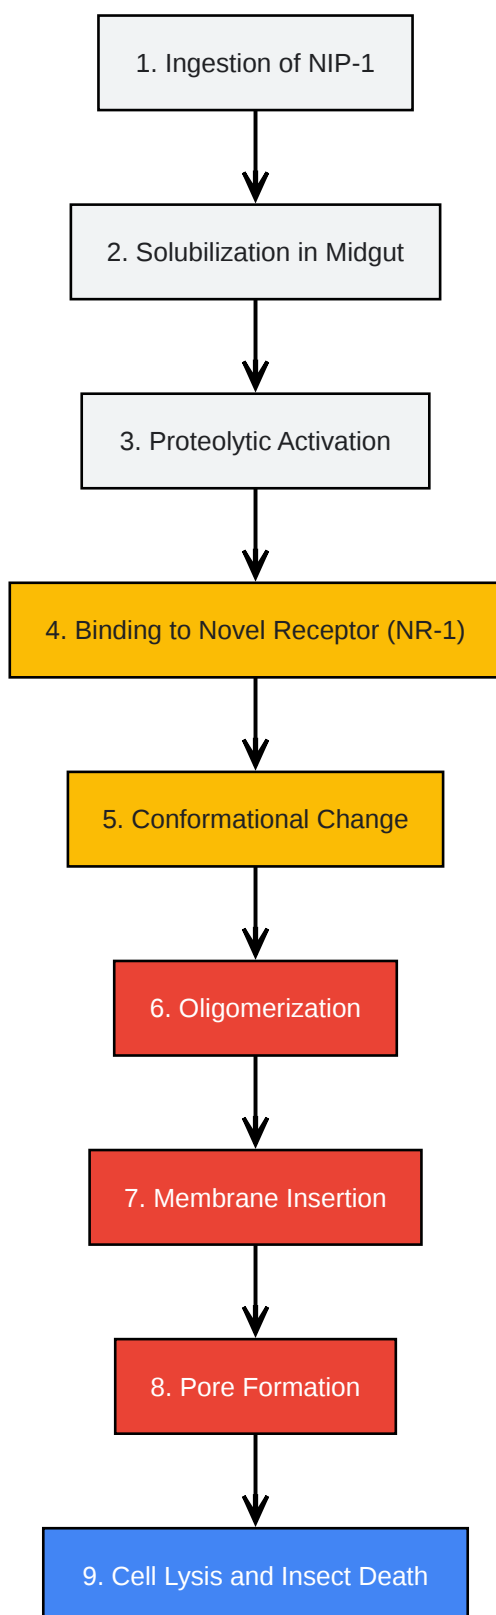 1. Ingestion of NIP-1
2. Solubilization in Midgut
3. Proteolytic Activation
4. Binding to Novel Receptor (NR-1)
5. Conformational Change
6. Oligomerization
7. Membrane Insertion
8. Pore Formation
9. Cell Lysis and Insect Death